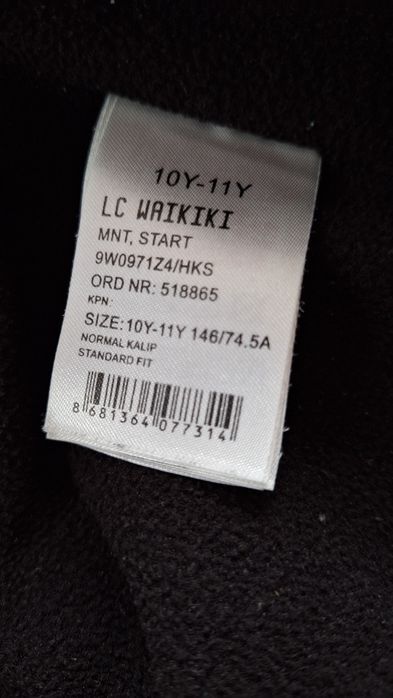 10Y-11Y
LC WAIKIKI
MNT, START
9W0971Z4/HKS
ORD NR: 518865
KPN:
SIZE:10Y-11Y 146/74.5A
NORMAL KALIP
STANDARD FIT
8 681364 077314